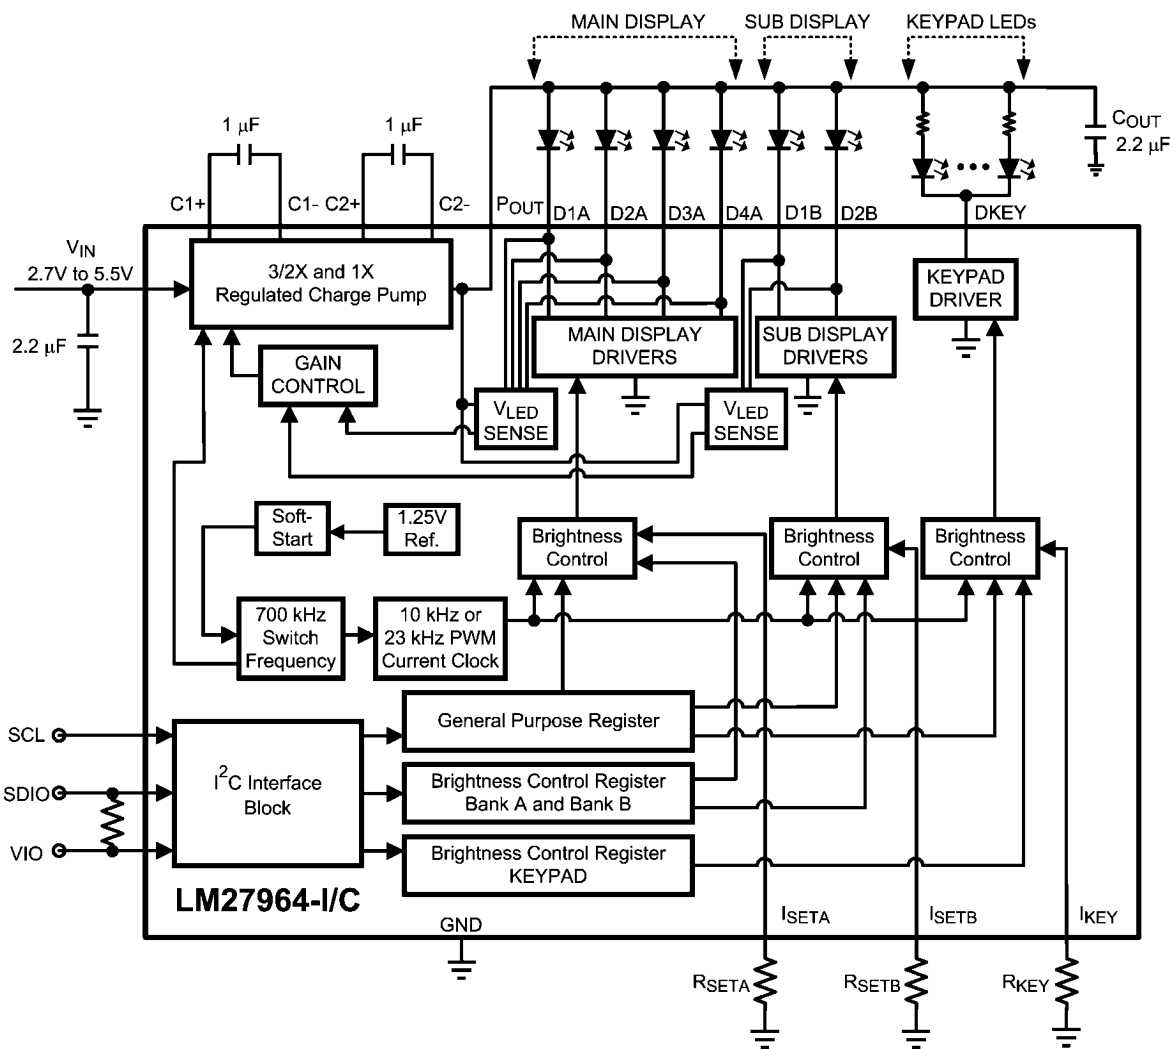 MAIN DISPLAY
SUB DISPLAY
KEYPAD LEDs
1 µF
1 µF
COUT
2.2 µF
C1+
C1-
C2+
C2-
POUT
D1A
D2A
D3A
D4A
D1B
D2B
DKEY
VIN
2.7V to 5.5V
3/2X and 1X
Regulated Charge Pump
KEYPAD
DRIVER
2.2 µF
MAIN DISPLAY
DRIVERS
SUB DISPLAY
DRIVERS
GAIN
CONTROL
VLED
SENSE
VLED
SENSE
Soft-
Start
1.25V
Ref.
Brightness
Control
Brightness
Control
Brightness
Control
700 kHz
Switch
Frequency
10 kHz or
23 kHz PWM
Current Clock
General Purpose Register
SCL
I2C Interface
Block
SDIO
Brightness Control Register
Bank A and Bank B
VIO
Brightness Control Register
KEYPAD
LM27964-I/C
GND
ISETA
ISETB
IKEY
RSETA
RSETB
RKEY